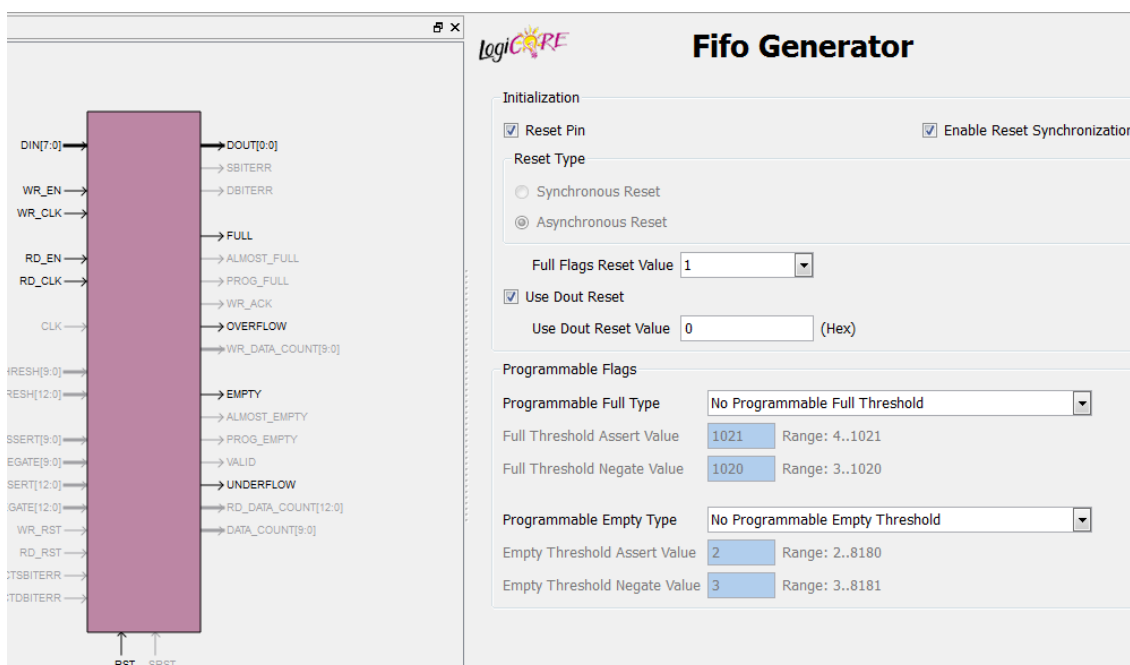 LogiCORE
Fifo Generator
DIN[7:0]
WR_EN
WR_CLK
RD_EN
RD_CLK
CLK
HRESH[9:0]
RESH[12:0]
SSERT[9:0]
EGATE[9:0]
SERT[12:0]
GATE[12:0]
WR_RST
RD_RST
CTSBITERR
CTDBITERR
DOUT[0:0]
SBITERR
DBITERR
FULL
ALMOST_FULL
PROG_FULL
WR_ACK
OVERFLOW
WR_DATA_COUNT[9:0]
EMPTY
ALMOST_EMPTY
PROG_EMPTY
VALID
UNDERFLOW
RD_DATA_COUNT[12:0]
DATA_COUNT[9:0]
RST SRST
Initialization
Reset Pin Enable Reset Synchronization
Reset Type
Synchronous Reset
Asynchronous Reset
Full Flags Reset Value 1
Use Dout Reset
Use Dout Reset Value 0 (Hex)
Programmable Flags
Programmable Full Type No Programmable Full Threshold
Full Threshold Assert Value 1021 Range: 4..1021
Full Threshold Negate Value 1020 Range: 3..1020
Programmable Empty Type No Programmable Empty Threshold
Empty Threshold Assert Value 2 Range: 2..8180
Empty Threshold Negate Value 3 Range: 3..8181